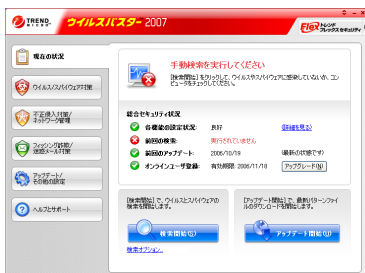 TREND MICRO ウイルスバスター 2007
Flex トレンド フレックス セキュリティ
現在の状況
ウイルス/スパイウェア対策
不正侵入対策/
ネットワーク管理
フィッシング詐欺/
迷惑メール対策
アップデート/
その他の設定
ヘルプとサポート
手動検索を実行してください
[検索開始]をクリックして、ウイルスやスパイウェアに感染していないか、コン
ピュータをチェックしてください。
総合セキュリティ状況
各機能の設定状況: 良好 (詳細を見る)
前回の検索: 実行されていません
前回のアップデート: 2006/10/19 (最新の状態です)
オンラインユーザ登録: 有効期限: 2006/11/18 アップグレード(N)
[検索開始]で、ウイルスとスパイウェアの
検索を開始します。
検索開始(S)
検索オプション...
[アップデート開始]で、最新パターンファイ
ルのダウンロードを開始します。
アップデート開始(U)